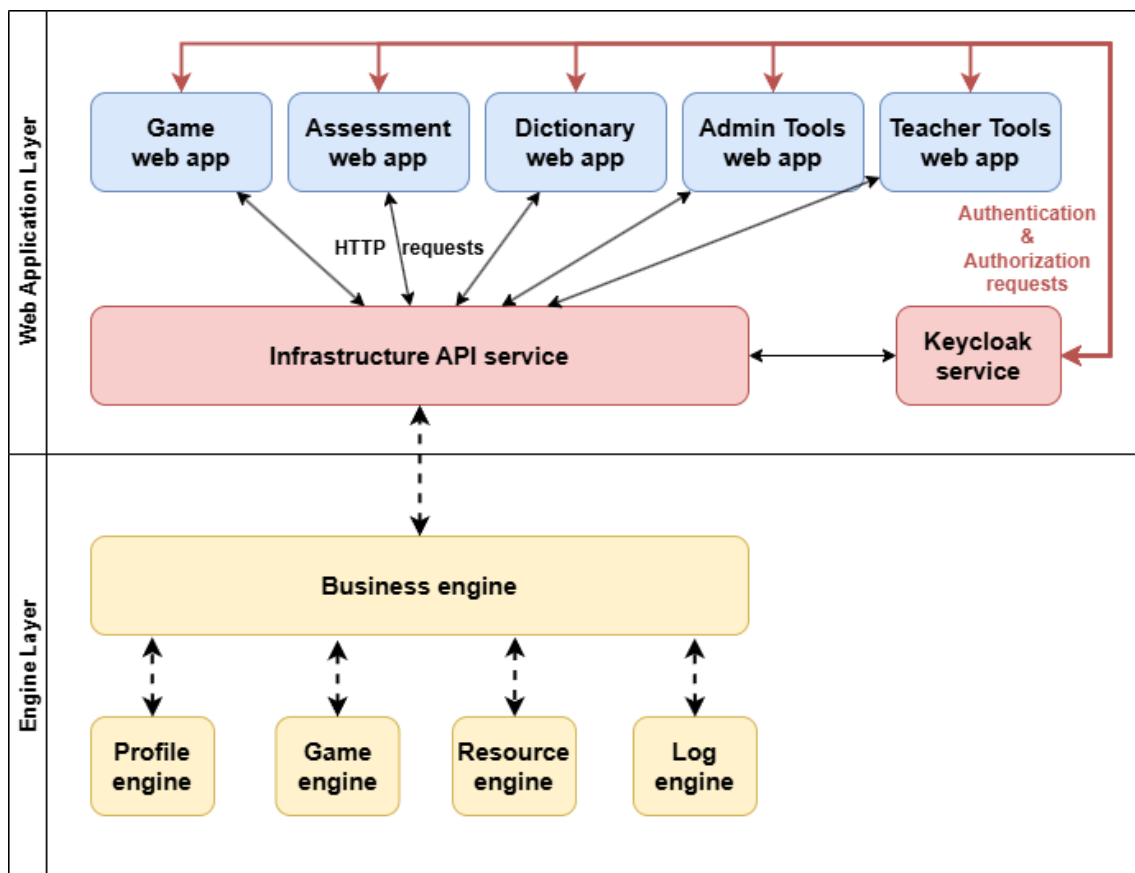 Web Application Layer
Game
web app
Assessment
web app
Dictionary
web app
Admin Tools
web app
Teacher Tools
web app
HTTP requests
Authentication
&
Authorization
requests
Infrastructure API service
Keycloak
service
Engine Layer
Business engine
Profile
engine
Game
engine
Resource
engine
Log
engine